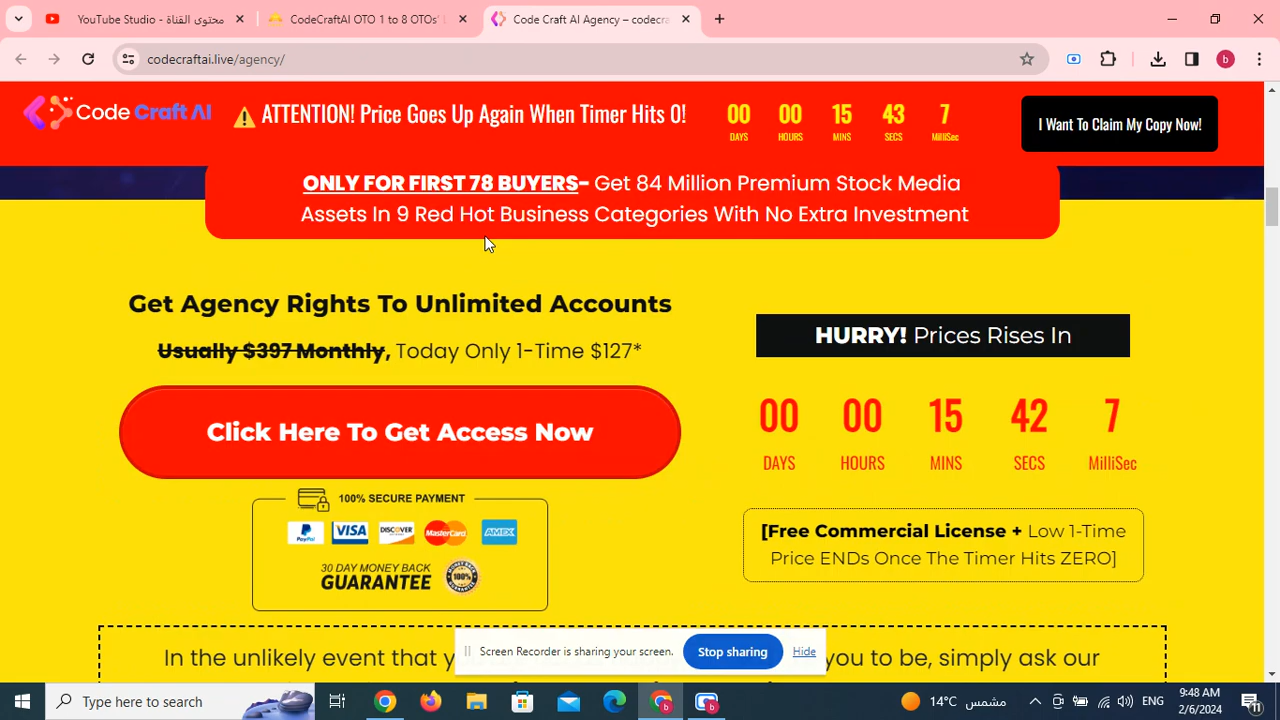 YouTube Studio - محتوى القناة
CodeCraftAI OTO 1 to 8 OTOs'
Code Craft AI Agency – codecra
codecraftai.live/agency/
b
Code Craft AI
ATTENTION! Price Goes Up Again When Timer Hits 0!
00 00 15 43 7
DAYS HOURS MINS SECS MilliSec
I Want To Claim My Copy Now!
ONLY FOR FIRST 78 BUYERS– Get 84 Million Premium Stock Media
Assets In 9 Red Hot Business Categories With No Extra Investment
Get Agency Rights To Unlimited Accounts
Usually $397 Monthly, Today Only 1-Time $127*
Click Here To Get Access Now
100% SECURE PAYMENT
PayPal VISA DISCOVER MasterCard AMEX
30 DAY MONEY BACK
GUARANTEE 100%
HURRY! Prices Rises In
00 00 15 42 7
DAYS HOURS MINS SECS MilliSec
[Free Commercial License + Low 1-Time
Price ENDs Once The Timer Hits ZERO]
In the unlikely event that you be, simply ask our
Screen Recorder is sharing your screen. Stop sharing Hide
Type here to search
14°C مشمس
ENG
9:48 AM
2/6/2024